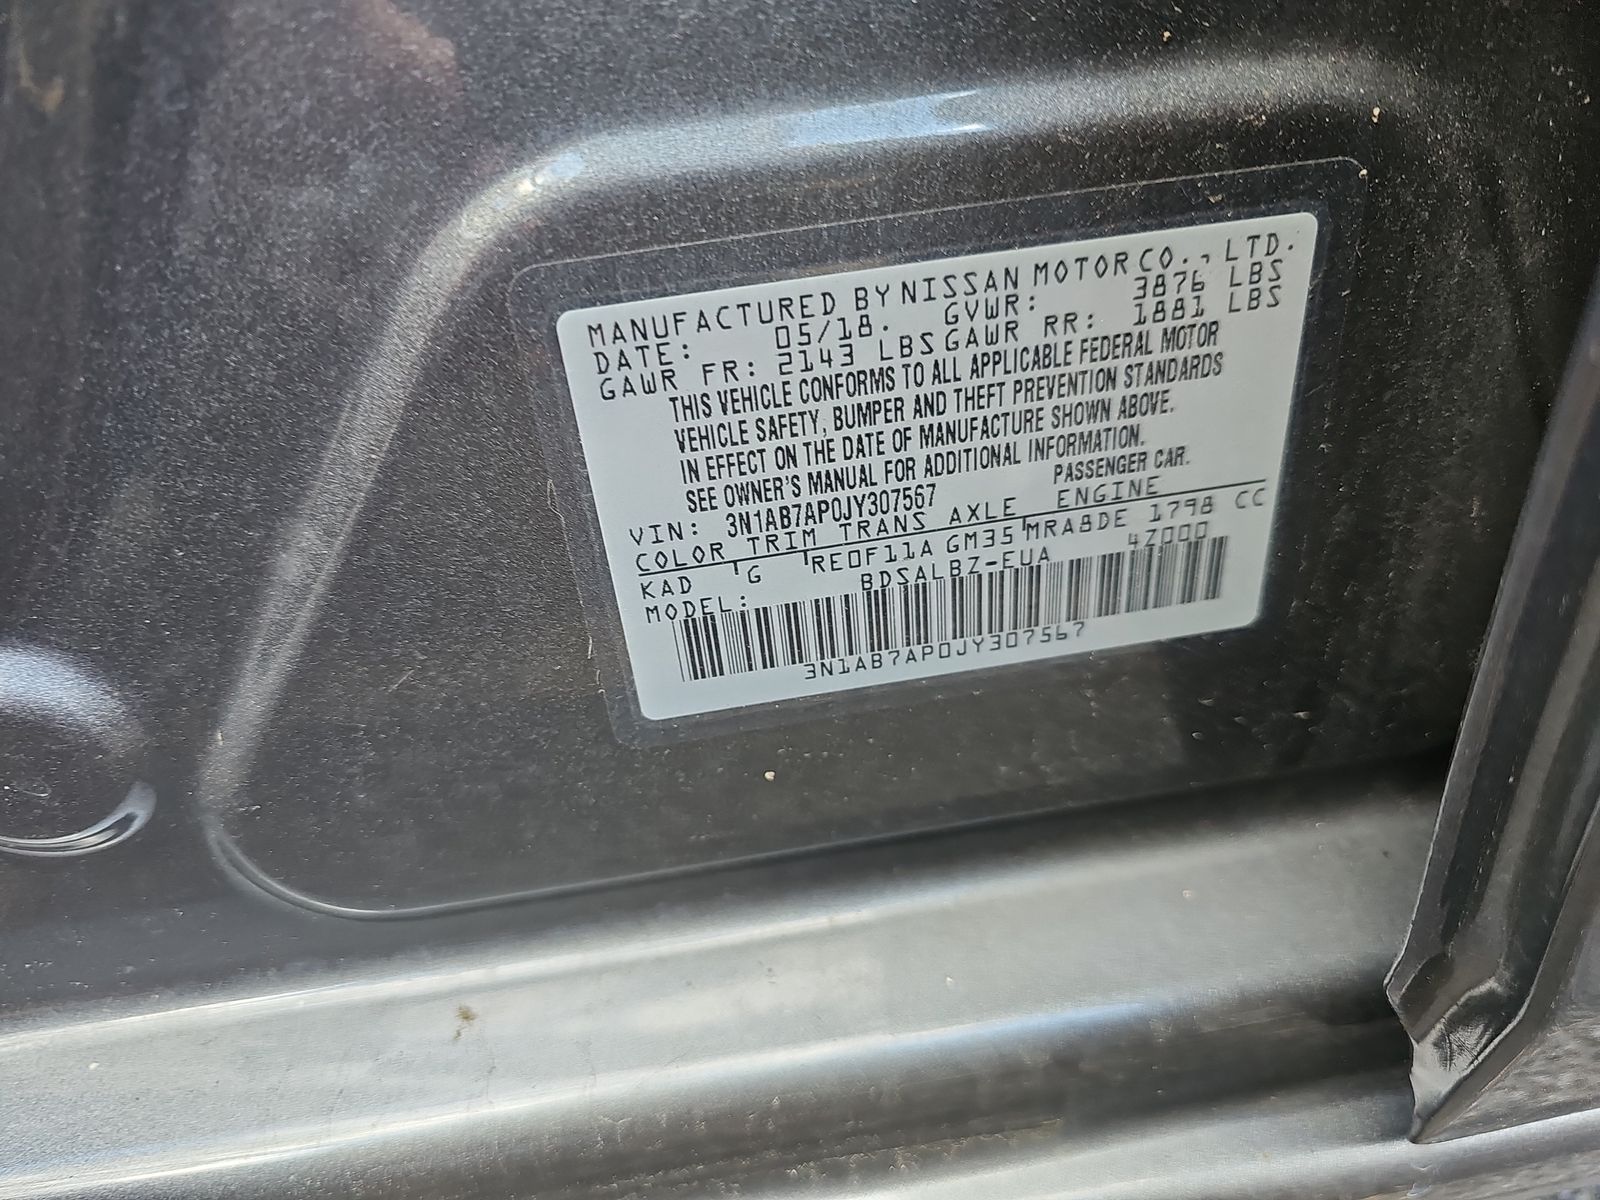 MANUFACTURED BY NISSAN MOTOR CO., LTD.
DATE: 05/18. GVWR: 3876 LBS
GAWR FR: 2143 LBS GAWR RR: 1881 LBS
THIS VEHICLE CONFORMS TO ALL APPLICABLE FEDERAL MOTOR
VEHICLE SAFETY, BUMPER AND THEFT PREVENTION STANDARDS
IN EFFECT ON THE DATE OF MANUFACTURE SHOWN ABOVE.
SEE OWNER'S MANUAL FOR ADDITIONAL INFORMATION.
VIN: 3N1AB7AP0JY307567 PASSENGER CAR.
COLOR TRIM TRANS AXLE ENGINE
KAD G RE0F11A GM35 MRA8DE 1798 CC
MODEL: BDSALBZ-EUA 4Z000
3N1AB7AP0JY307567